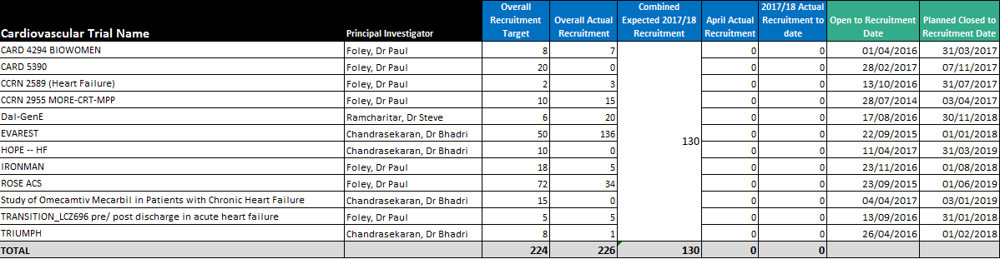 Cardiovascular Trial Name Principal Investigator Overall Recruitment Target Overall Actual Recruitment Combined Expected 2017/18 Recruitment April Actual Recruitment 2017/18 Actual Recruitment to date Open to Recruitment Date Planned Closed to Recruitment Date
CARD 4294 BIOWOMEN Foley, Dr Paul 8 7 0 0 01/04/2016 31/03/2017
CARD 5390 Foley, Dr Paul 20 0 0 0 28/02/2017 07/11/2017
CCRN 2589 (Heart Failure) Foley, Dr Paul 2 3 0 0 13/10/2016 31/07/2017
CCRN 2955 MORE-CRT-MPP Foley, Dr Paul 10 15 0 0 28/07/2014 03/04/2017
Dal-GenE Ramcharitar, Dr Steve 6 20 0 0 17/08/2016 30/11/2018
EVAREST Chandrasekaran, Dr Bhadri 50 136 130 0 0 22/09/2015 01/01/2018
HOPE -- HF Chandrasekaran, Dr Bhadri 10 0 0 0 11/04/2017 31/03/2019
IRONMAN Foley, Dr Paul 18 5 0 0 23/11/2016 01/08/2018
ROSE ACS Foley, Dr Paul 72 34 0 0 23/09/2015 01/06/2019
Study of Omecamtiv Mecarbil in Patients with Chronic Heart Failure Chandrasekaran, Dr Bhadri 15 0 0 0 04/04/2017 03/01/2019
TRANSITION_LCZ696 pre/ post discharge in acute heart failure Foley, Dr Paul 5 5 0 0 13/09/2016 31/01/2018
TRIUMPH Chandrasekaran, Dr Bhadri 8 1 0 0 26/04/2016 01/02/2018
TOTAL 224 226 130 0 0